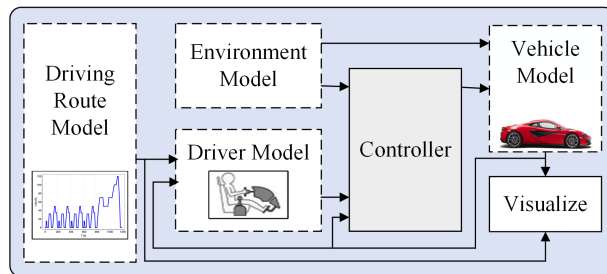 Driving
Route
Model
Environment
Model
Driver Model
Controller
Vehicle
Model
Visualize